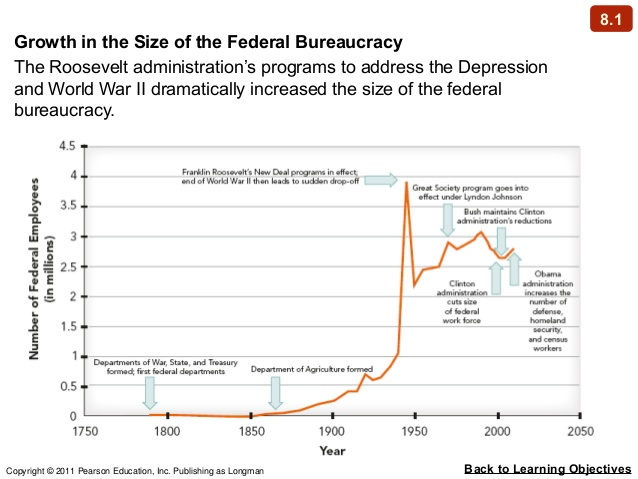 8.1
Growth in the Size of the Federal Bureaucracy
The Roosevelt administration's programs to address the Depression
and World War II dramatically increased the size of the federal
bureaucracy.
Number of Federal Employees
(in millions)
4.5
4
3.5
3
2.5
2
1.5
1
0.5
0
Franklin Roosevelt's New Deal programs in effect;
end of World War II then leads to sudden drop-off
Great Society program goes into
effect under Lyndon Johnson
Bush maintains Clinton
administration's reductions
Clinton
administration
cuts size
of federal
work force
Obama
administration
increases the
number of
defense,
homeland
security,
and census
workers
Departments of War, State, and Treasury
formed; first federal departments
Department of Agriculture formed
1750 1800 1850 1900 1950 2000 2050
Year
Copyright © 2011 Pearson Education, Inc. Publishing as Longman
Back to Learning Objectives